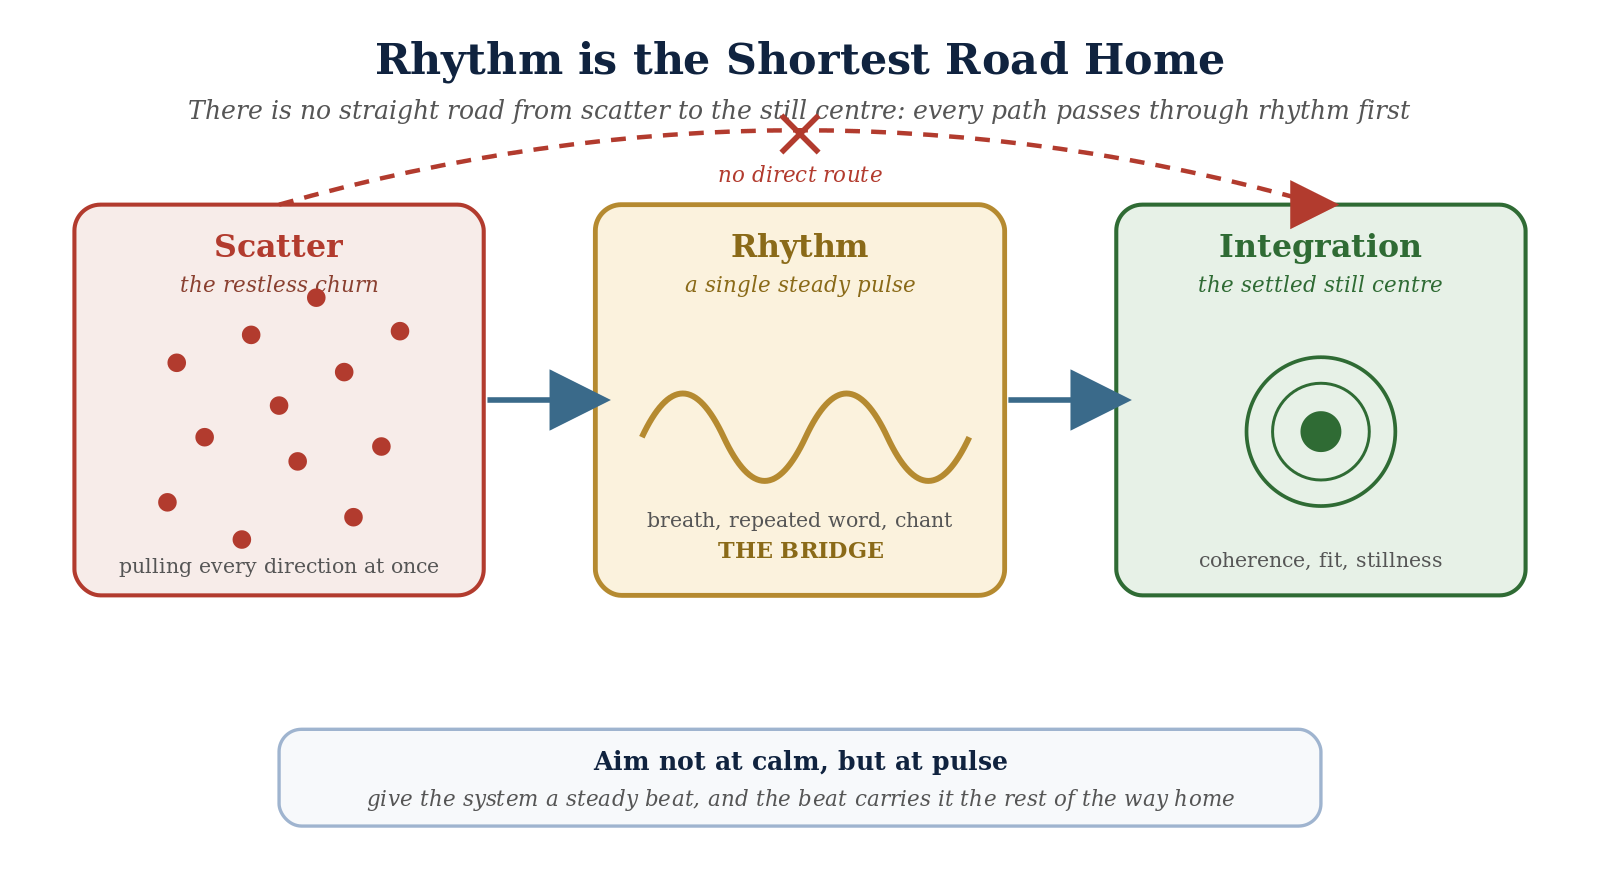 Rhythm is the Shortest Road Home
There is no straight road from scatter to the still centre: every path passes through rhythm first
no direct route
Scatter
the restless churn
pulling every direction at once
Rhythm
a single steady pulse
breath, repeated word, chant
THE BRIDGE
Integration
the settled still centre
coherence, fit, stillness
Aim not at calm, but at pulse
give the system a steady beat, and the beat carries it the rest of the way home